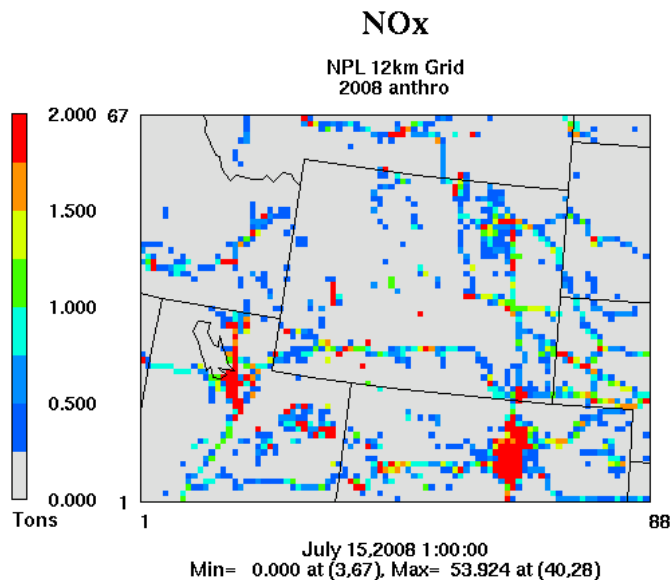 NOx
NPL 12km Grid
2008 anthro
2.000
1.500
1.000
0.500
0.000
Tons
67
1
1
88
July 15,2008 1:00:00
Min= 0.000 at (3,67), Max= 53.924 at (40,28)